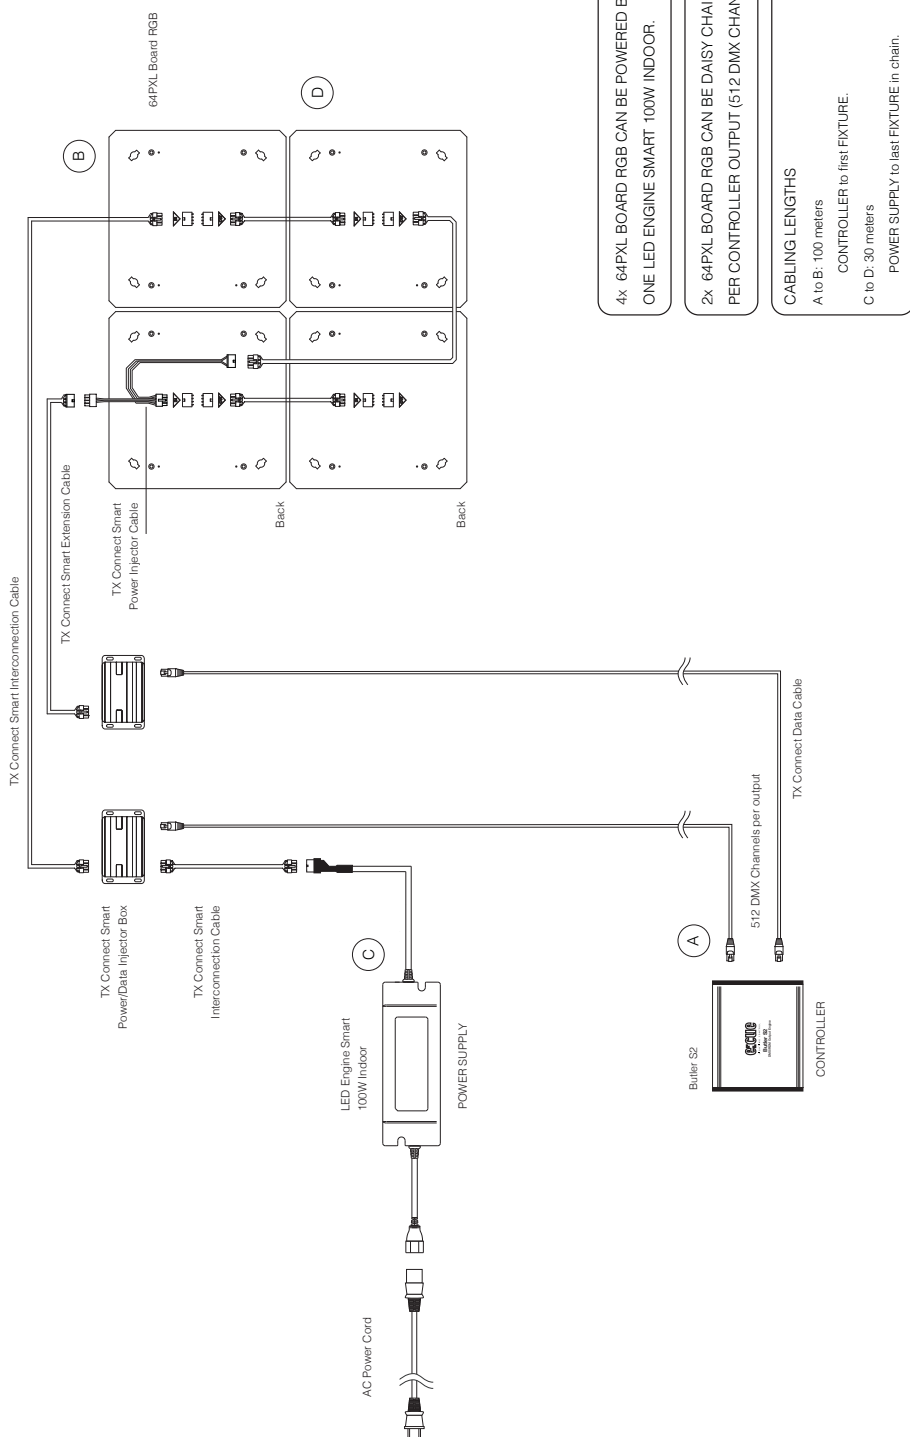 TX Connect Smart Interconnection Cable
TX Connect Smart Extension Cable
64PXL Board RGB
B
D
TX Connect Smart
Power Injector Cable
Back
Back
TX Connect Smart
Power/Data Injector Box
TX Connect Smart
Interconnection Cable
C
LED Engine Smart
100W Indoor
POWER SUPPLY
AC Power Cord
A
512 DMX Channels per output
TX Connect Data Cable
Butler S2
e:cue
Butler S2
CONTROLLER
4x 64PXL BOARD RGB CAN BE POWERED B
ONE LED ENGINE SMART 100W INDOOR.
2x 64PXL BOARD RGB CAN BE DAISY CHAI
PER CONTROLLER OUTPUT (512 DMX CHAN
CABLING LENGTHS
A to B: 100 meters
CONTROLLER to first FIXTURE.
C to D: 30 meters
POWER SUPPLY to last FIXTURE in chain.